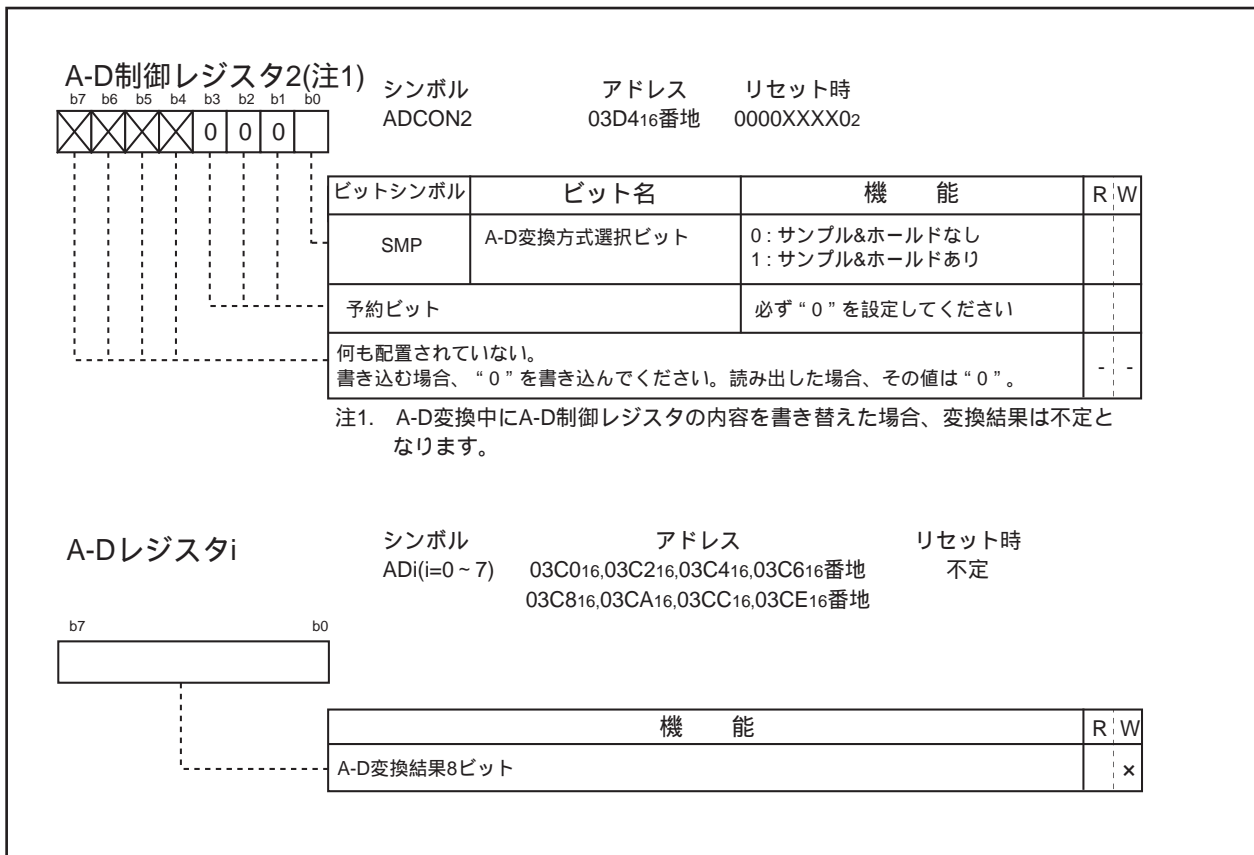 A-D制御レジスタ2(注1)
シンボル アドレス リセット時
ADCON2 03D416番地 0000XXXX02
b7 b6 b5 b4 b3 b2 b1 b0
0 0 0
ビットシンボル ビット名 機 能 R W
SMP A-D変換方式選択ビット 0 : サンプル&ホールドなし
1 : サンプル&ホールドあり
予約ビット 必ず“0”を設定してください
何も配置されていない。
書き込む場合、“0”を書き込んでください。読み出した場合、その値は“0”。 - -
注1. A-D変換中にA-D制御レジスタの内容を書き替えた場合、変換結果は不定と
なります。
A-Dレジスタi
シンボル アドレス リセット時
ADi(i=0~7) 03C016,03C216,03C416,03C616番地 不定
03C816,03CA16,03CC16,03CE16番地
b7 b0
機 能 R W
A-D変換結果8ビット ×